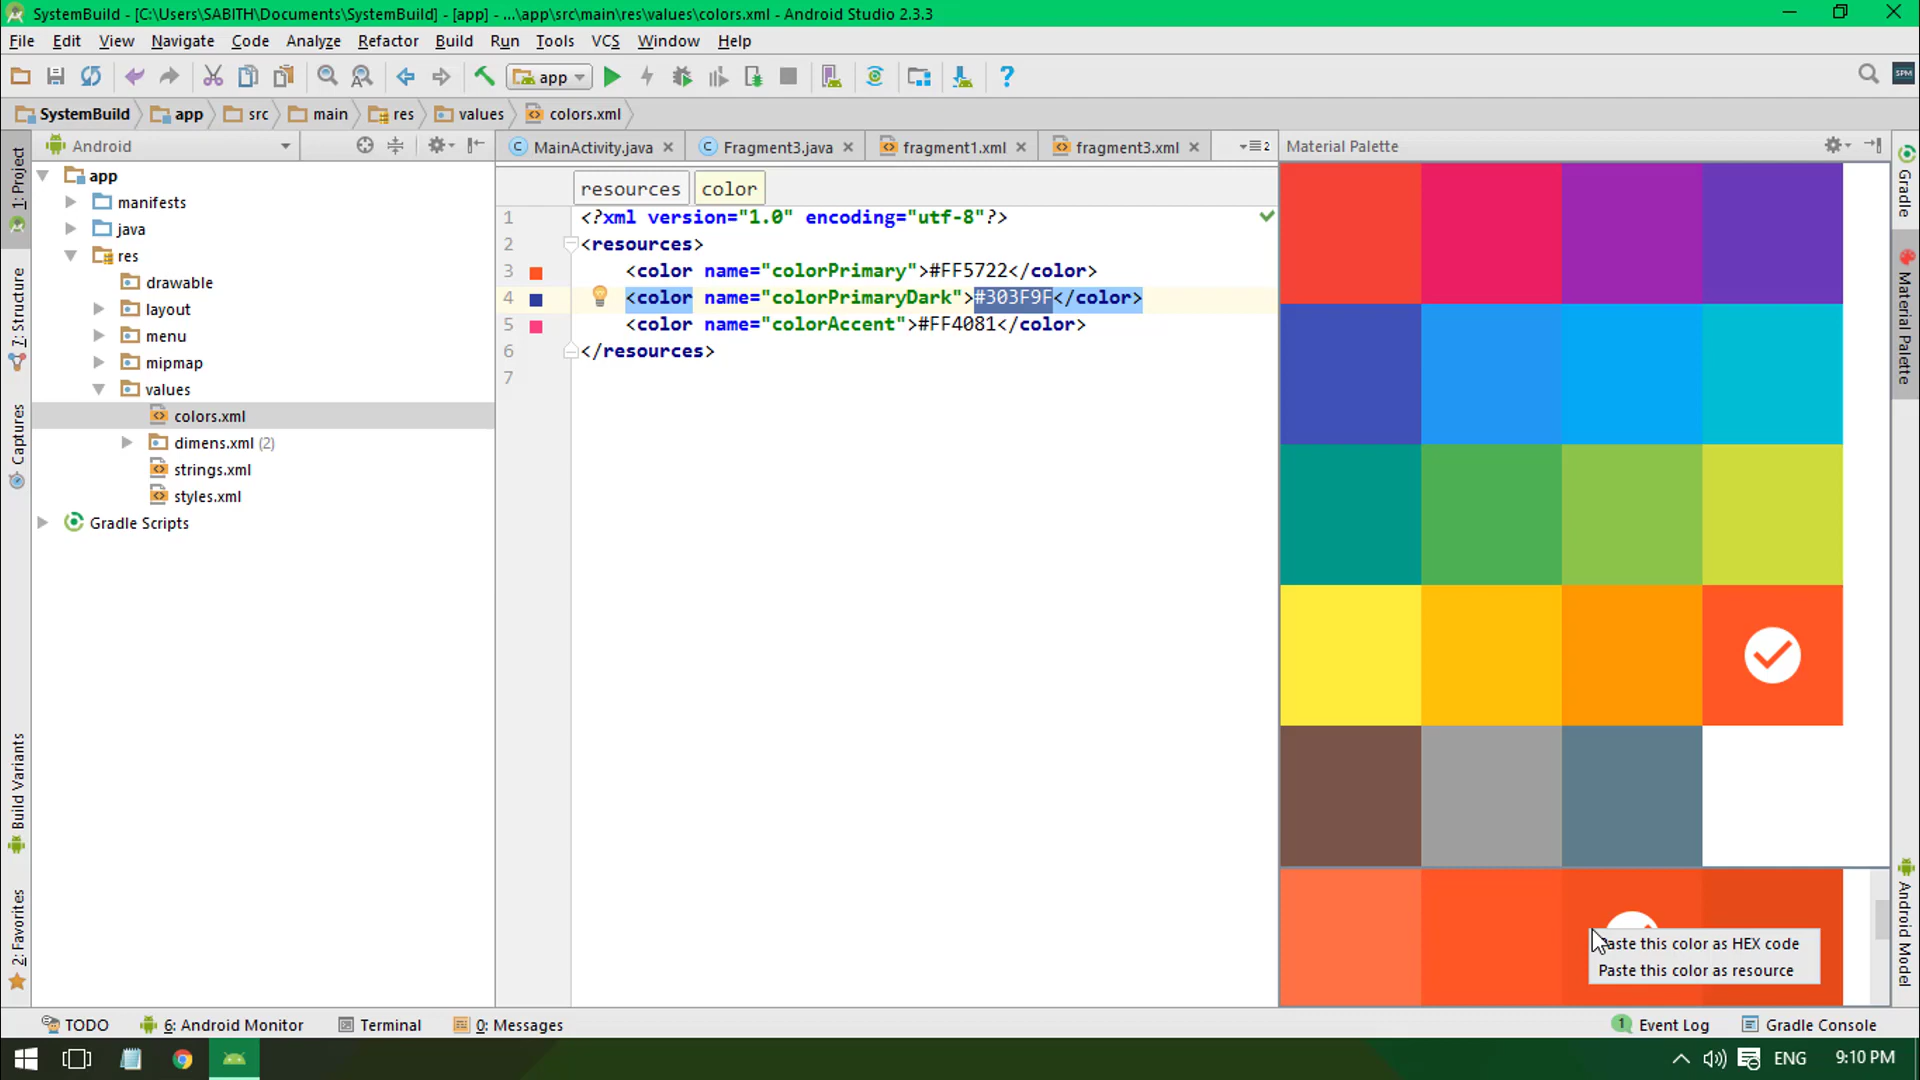 SystemBuild - [C:\Users\SABITH\Documents\SystemBuild] - [app] - ...\app\src\main\res\values\colors.xml - Android Studio 2.3.3
File Edit View Navigate Code Analyze Refactor Build Run Tools VCS Window Help
app
SPM
SystemBuild app src main res values colors.xml
Android
MainActivity.java Fragment3.java fragment1.xml fragment3.xml 2
Material Palette
1: Project
7: Structure
Captures
Build Variants
2: Favorites
app
manifests
java
res
drawable
layout
menu
mipmap
values
colors.xml
dimens.xml (2)
strings.xml
styles.xml
Gradle Scripts
resources color
1 <?xml version="1.0" encoding="utf-8"?>
2 <resources>
3 <color name="colorPrimary">#FF5722</color>
4 <color name="colorPrimaryDark">#303F9F</color>
5 <color name="colorAccent">#FF4081</color>
6 </resources>
7
Gradle
Material Palette
Android Model
Paste this color as HEX code
Paste this color as resource
TODO 6: Android Monitor Terminal 0: Messages 1 Event Log Gradle Console
ENG 9:10 PM